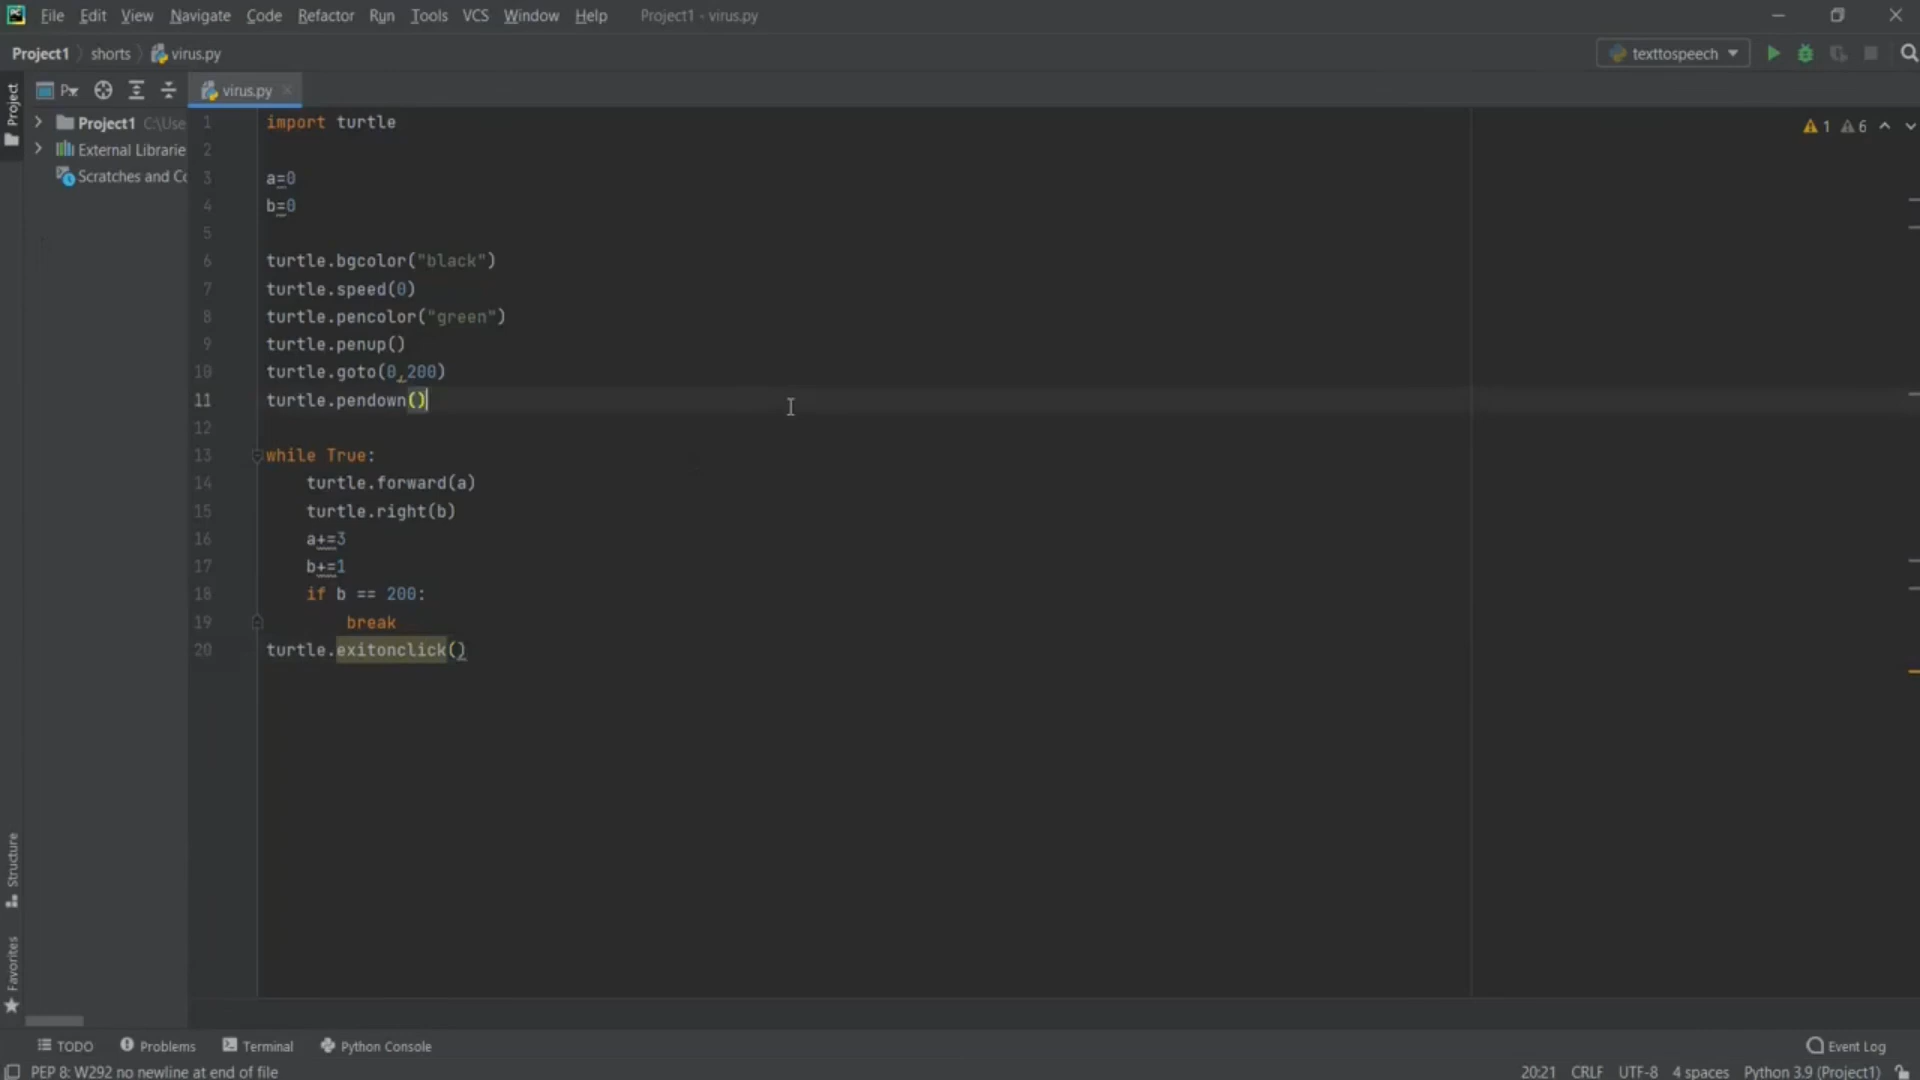 File Edit View Navigate Code Refactor Run Tools VCS Window Help Project1 - virus.py
Project1 shorts virus.py texttospeech
P virus.py
Project
Project1 C:\Use
External Librarie
Scratches and Co
1 import turtle
2
3 a=0
4 b=0
5
6 turtle.bgcolor("black")
7 turtle.speed(0)
8 turtle.pencolor("green")
9 turtle.penup()
10 turtle.goto(0,200)
11 turtle.pendown()
12
13 while True:
14 turtle.forward(a)
15 turtle.right(b)
16 a+=3
17 b+=1
18 if b == 200:
19 break
20 turtle.exitonclick()
1 6
Structure
Favorites
TODO Problems Terminal Python Console Event Log
PEP 8: W292 no newline at end of file 20:21 CRLF UTF-8 4 spaces Python 3.9 (Project1)